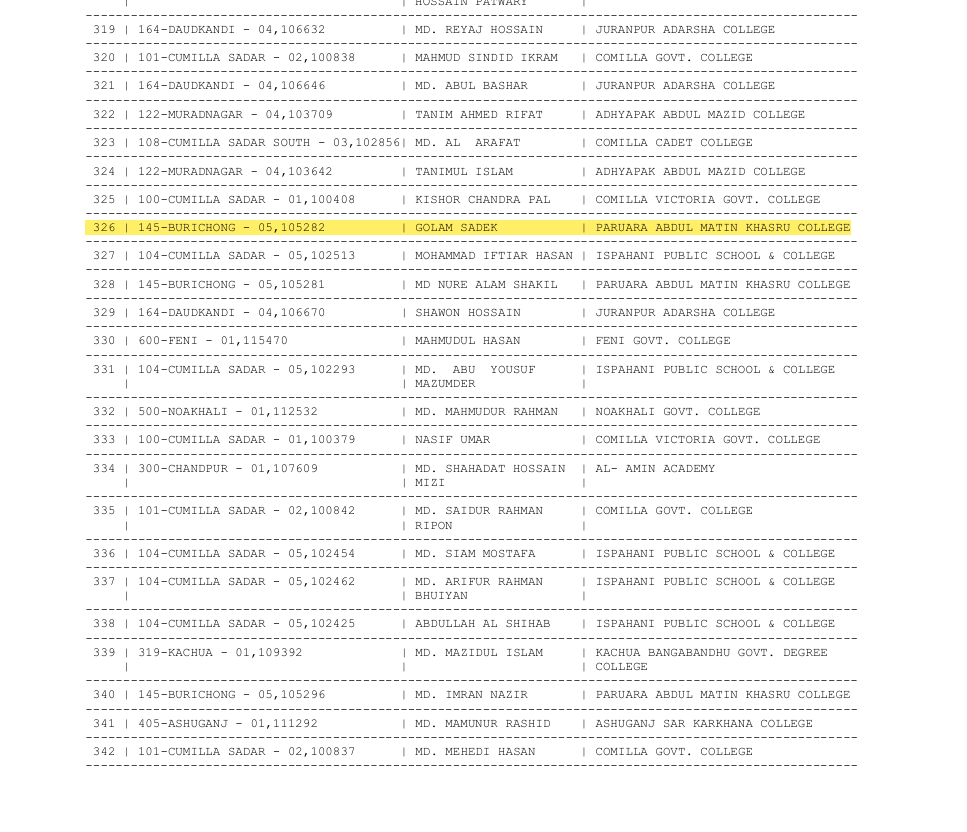 | HOSSAIN PATWARY |
319 | 164-DAUDKANDI - 04,106632 | MD. REYAJ HOSSAIN | JURANPUR ADARSHA COLLEGE
320 | 101-CUMILLA SADAR - 02,100838 | MAHMUD SINDID IKRAM | COMILLA GOVT. COLLEGE
321 | 164-DAUDKANDI - 04,106646 | MD. ABUL BASHAR | JURANPUR ADARSHA COLLEGE
322 | 122-MURADNAGAR - 04,103709 | TANIM AHMED RIFAT | ADHYAPAK ABDUL MAZID COLLEGE
323 | 108-CUMILLA SADAR SOUTH - 03,102856| MD. AL  ARAFAT | COMILLA CADET COLLEGE
324 | 122-MURADNAGAR - 04,103642 | TANIMUL ISLAM | ADHYAPAK ABDUL MAZID COLLEGE
325 | 100-CUMILLA SADAR - 01,100408 | KISHOR CHANDRA PAL | COMILLA VICTORIA GOVT. COLLEGE
326 | 145-BURICHONG - 05,105282 | GOLAM SADEK | PARUARA ABDUL MATIN KHASRU COLLEGE
327 | 104-CUMILLA SADAR - 05,102513 | MOHAMMAD IFTIAR HASAN | ISPAHANI PUBLIC SCHOOL & COLLEGE
328 | 145-BURICHONG - 05,105281 | MD NURE ALAM SHAKIL | PARUARA ABDUL MATIN KHASRU COLLEGE
329 | 164-DAUDKANDI - 04,106670 | SHAWON HOSSAIN | JURANPUR ADARSHA COLLEGE
330 | 600-FENI - 01,115470 | MAHMUDUL HASAN | FENI GOVT. COLLEGE
331 | 104-CUMILLA SADAR - 05,102293 | MD.  ABU  YOUSUF | ISPAHANI PUBLIC SCHOOL & COLLEGE
| | MAZUMDER |
332 | 500-NOAKHALI - 01,112532 | MD. MAHMUDUR RAHMAN | NOAKHALI GOVT. COLLEGE
333 | 100-CUMILLA SADAR - 01,100379 | NASIF UMAR | COMILLA VICTORIA GOVT. COLLEGE
334 | 300-CHANDPUR - 01,107609 | MD. SHAHADAT HOSSAIN | AL- AMIN ACADEMY
| | MIZI |
335 | 101-CUMILLA SADAR - 02,100842 | MD. SAIDUR RAHMAN | COMILLA GOVT. COLLEGE
| | RIPON |
336 | 104-CUMILLA SADAR - 05,102454 | MD. SIAM MOSTAFA | ISPAHANI PUBLIC SCHOOL & COLLEGE
337 | 104-CUMILLA SADAR - 05,102462 | MD. ARIFUR RAHMAN | ISPAHANI PUBLIC SCHOOL & COLLEGE
| | BHUIYAN |
338 | 104-CUMILLA SADAR - 05,102425 | ABDULLAH AL SHIHAB | ISPAHANI PUBLIC SCHOOL & COLLEGE
339 | 319-KACHUA - 01,109392 | MD. MAZIDUL ISLAM | KACHUA BANGABANDHU GOVT. DEGREE
| | | COLLEGE
340 | 145-BURICHONG - 05,105296 | MD. IMRAN NAZIR | PARUARA ABDUL MATIN KHASRU COLLEGE
341 | 405-ASHUGANJ - 01,111292 | MD. MAMUNUR RASHID | ASHUGANJ SAR KARKHANA COLLEGE
342 | 101-CUMILLA SADAR - 02,100837 | MD. MEHEDI HASAN | COMILLA GOVT. COLLEGE